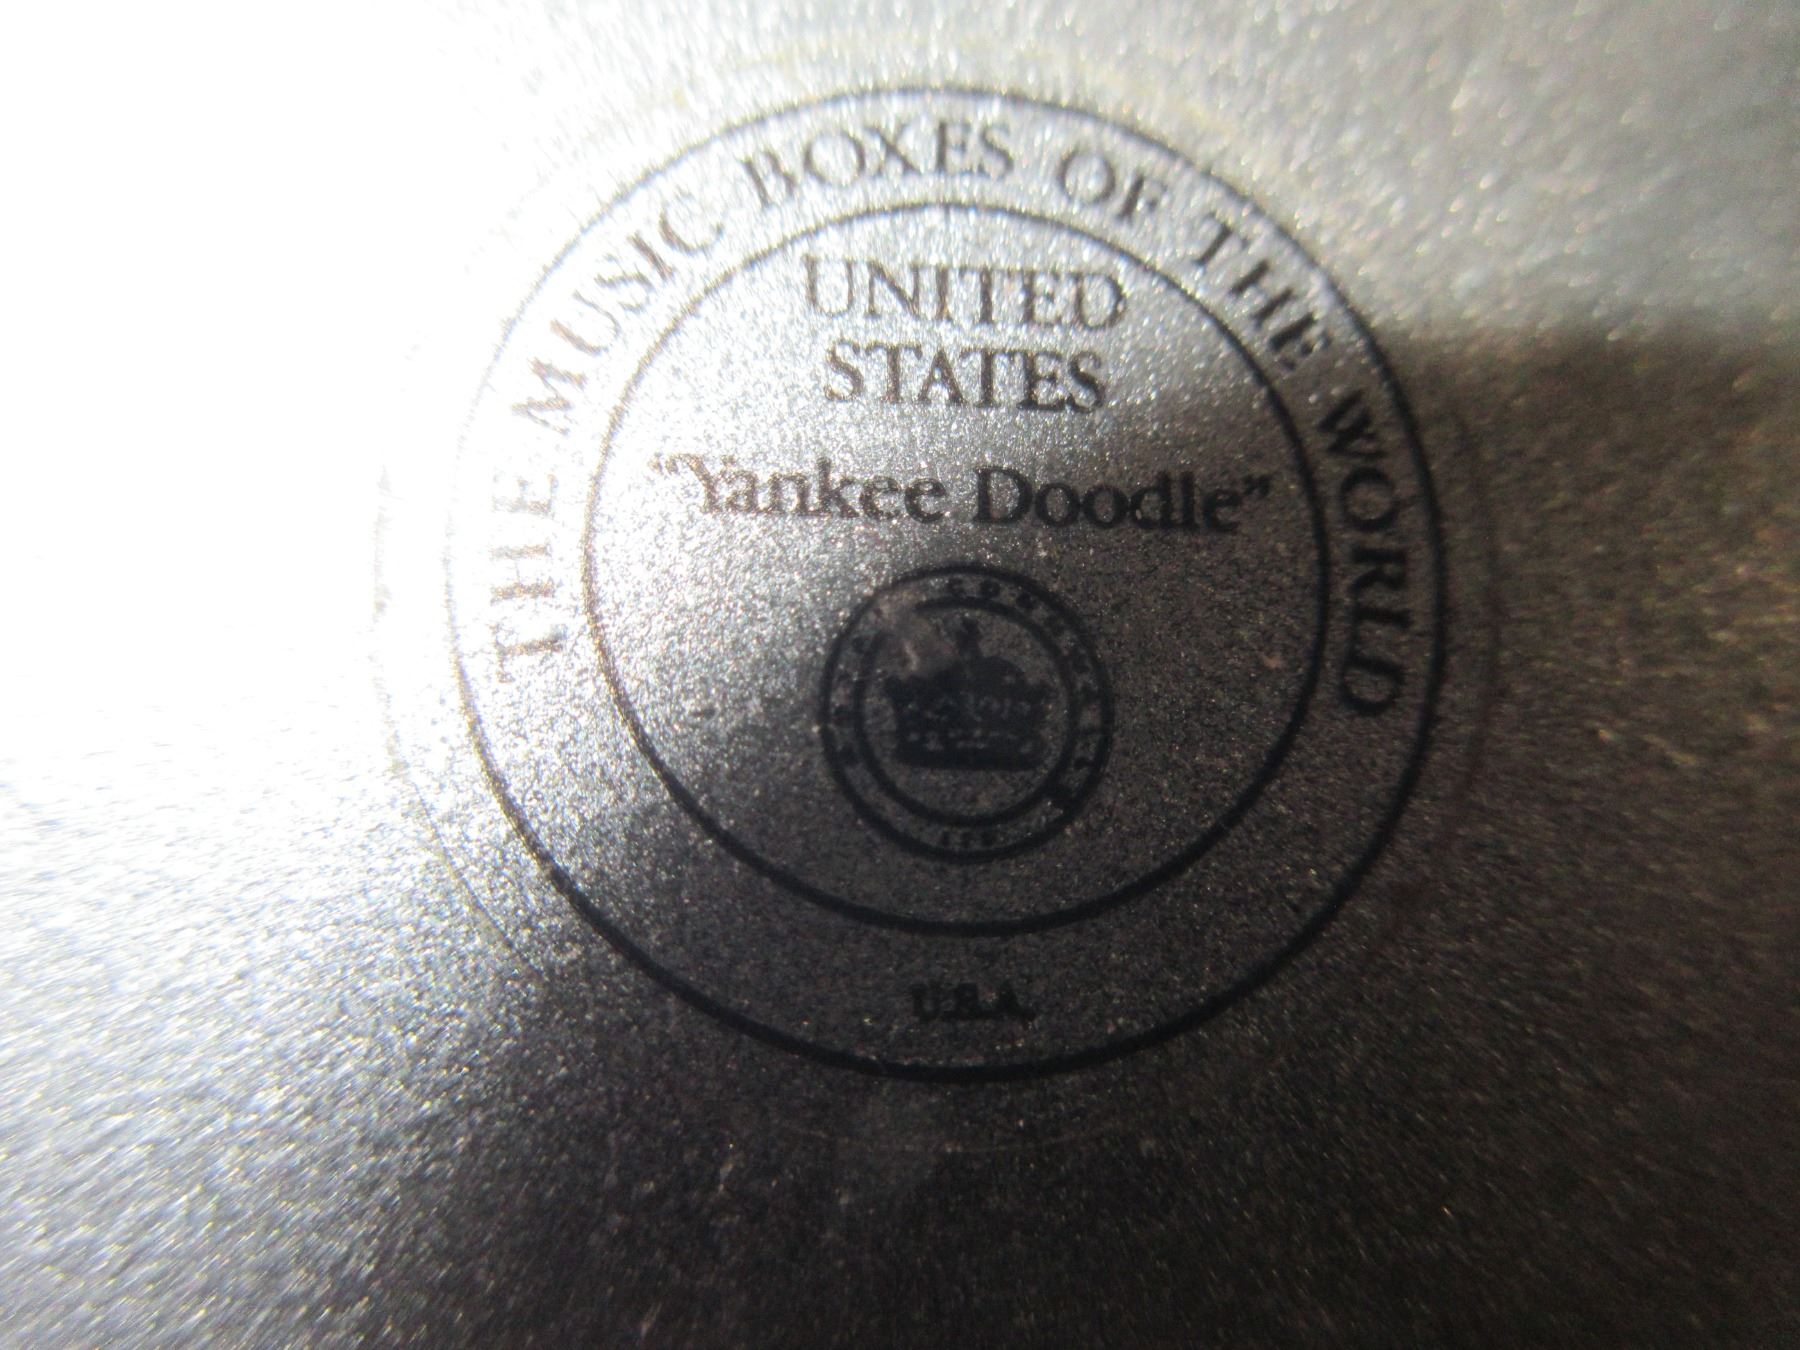 THE MUSIC BOXES OF THE WORLD
UNITED
STATES
"Yankee Doodle"
U.S.A.